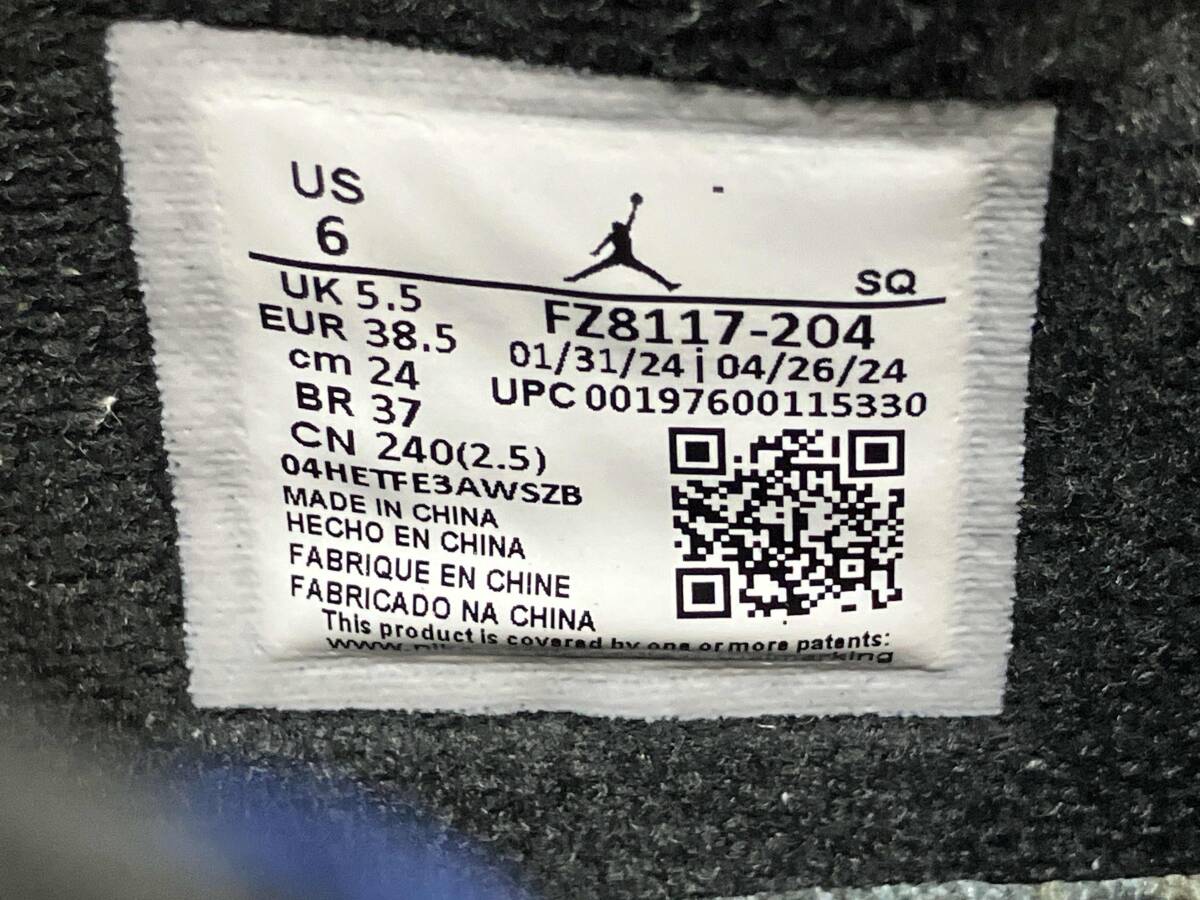 US
6
SQ
UK 5.5
EUR 38.5
cm 24
BR 37
CN 240(2.5)
FZ8117-204
01/31/24 | 04/26/24
UPC 00197600115330
04HETFE3AWSZB
MADE IN CHINA
HECHO EN CHINA
FABRIQUE EN CHINE
FABRICADO NA CHINA
This product is covered by one or more patents: